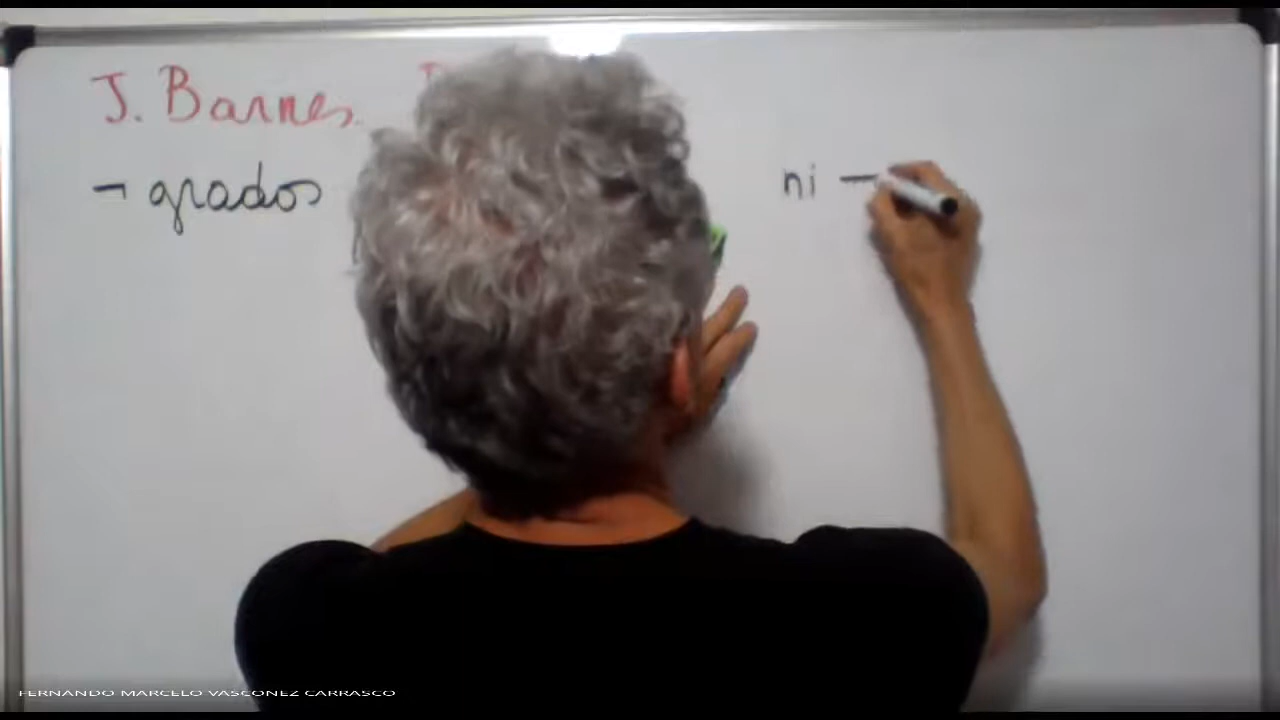 J. Barnes
¬ grados
ni —
FERNANDO MARCELO VASCONEZ CARRASCO